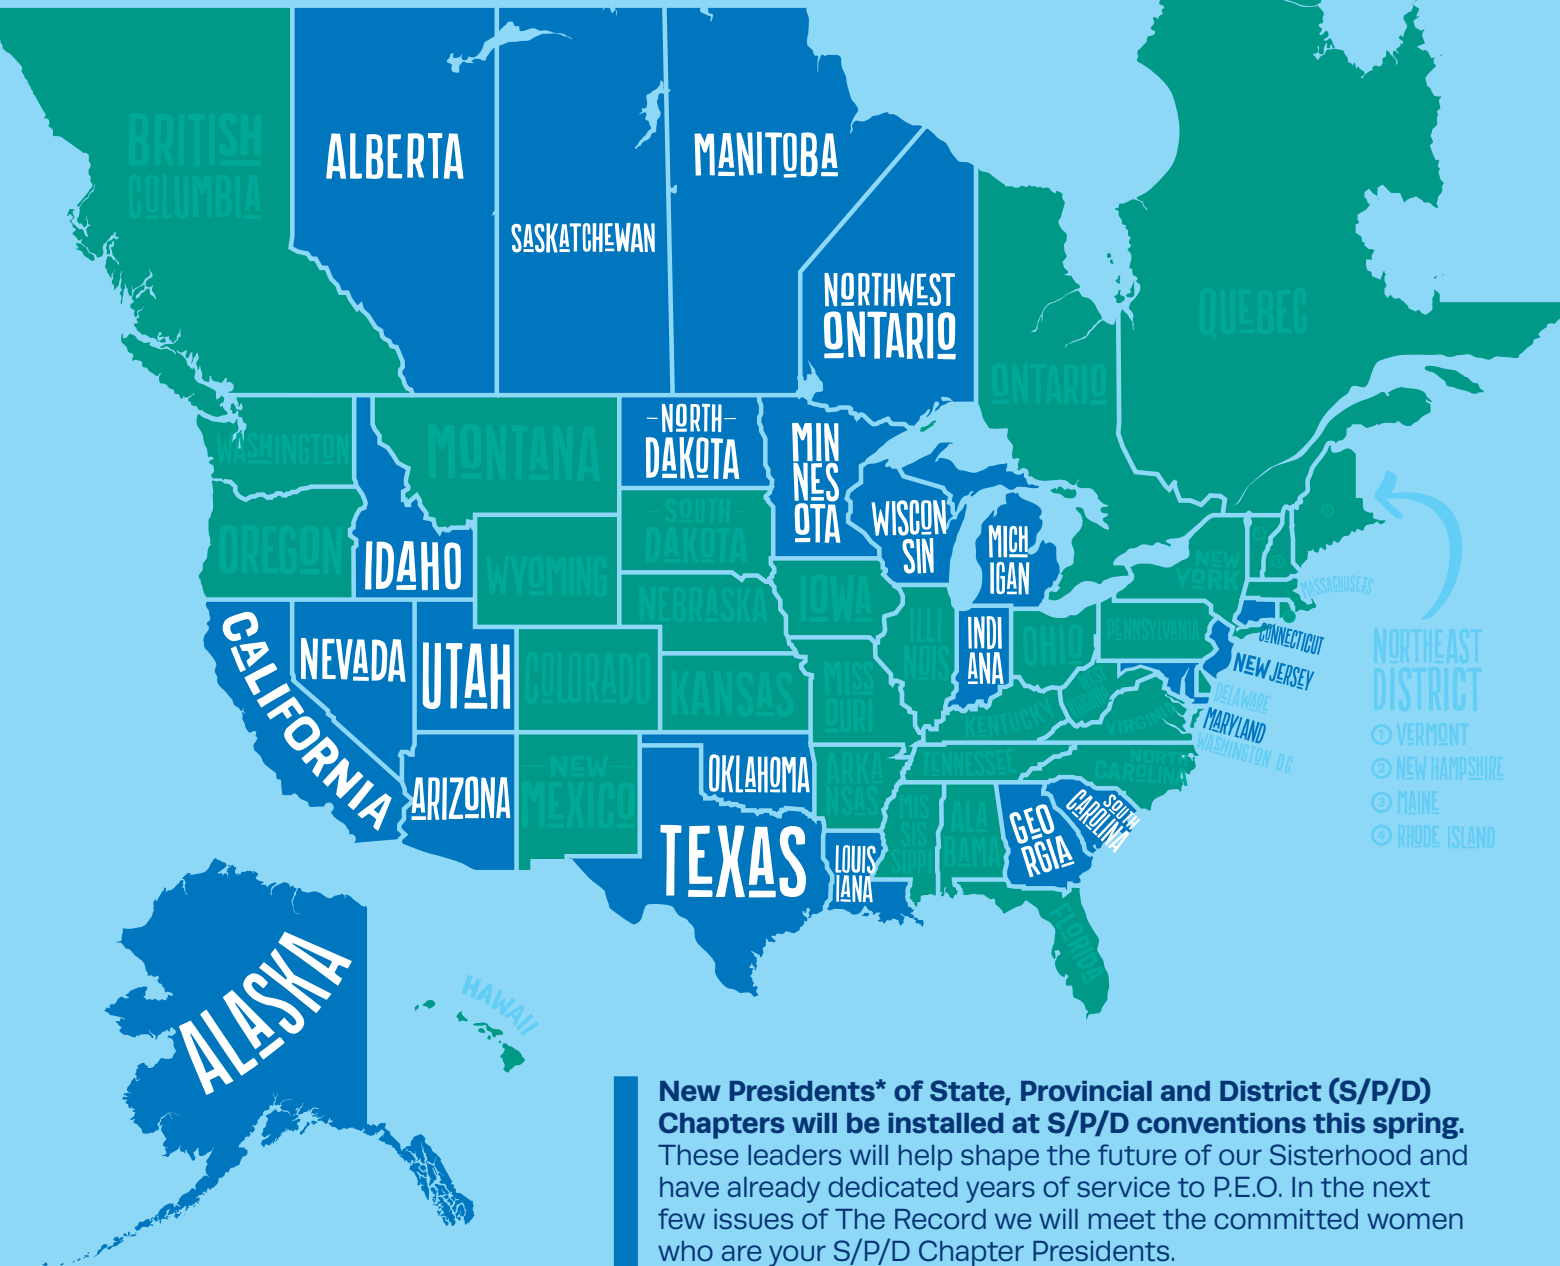 BRITISH
COLUMBIA
ALBERTA
SASKATCHEWAN
MANITOBA
NORTHWEST
ONTARIO
ONTARIO
QUEBEC
WASHINGTON
MONTANA
NORTH
DAKOTA
MIN
NES
OTA
OREGON
IDAHO
WYOMING
SOUTH
DAKOTA
WISCON
SIN
MICH
IGAN
NEW
YORK
1
2
3
MASSACHUSETS
CALIFORNIA
NEVADA
UTAH
COLORADO
NEBRASKA
KANSAS
IOWA
MISS
OURI
ILLI
NOIS
INDI
ANA
OHIO
PENNSYLVANIA
WEST
VIRGINIA
VIRGINIA
KENTUCKY
CONNECTICUT
NEW JERSEY
DELAWARE
MARYLAND
WASHINGTON D.C.
NORTHEAST
DISTRICT
1 VERMONT
2 NEW HAMPSHIRE
3 MAINE
4 RHODE ISLAND
ARIZONA
NEW
MEXICO
OKLAHOMA
TEXAS
ARKA
NSAS
LOUIS
IANA
TENNESSEE
NORTH
CAROLINA
MIS
SIS
SIPPI
ALA
BAMA
GEO
RGIA
SOUTH
CAROLINA
FLORIDA
ALASKA
HAWAII
New Presidents* of State, Provincial and District (S/P/D)
Chapters will be installed at S/P/D conventions this spring.
These leaders will help shape the future of our Sisterhood and
have already dedicated years of service to P.E.O. In the next
few issues of The Record we will meet the committed women
who are your S/P/D Chapter Presidents.